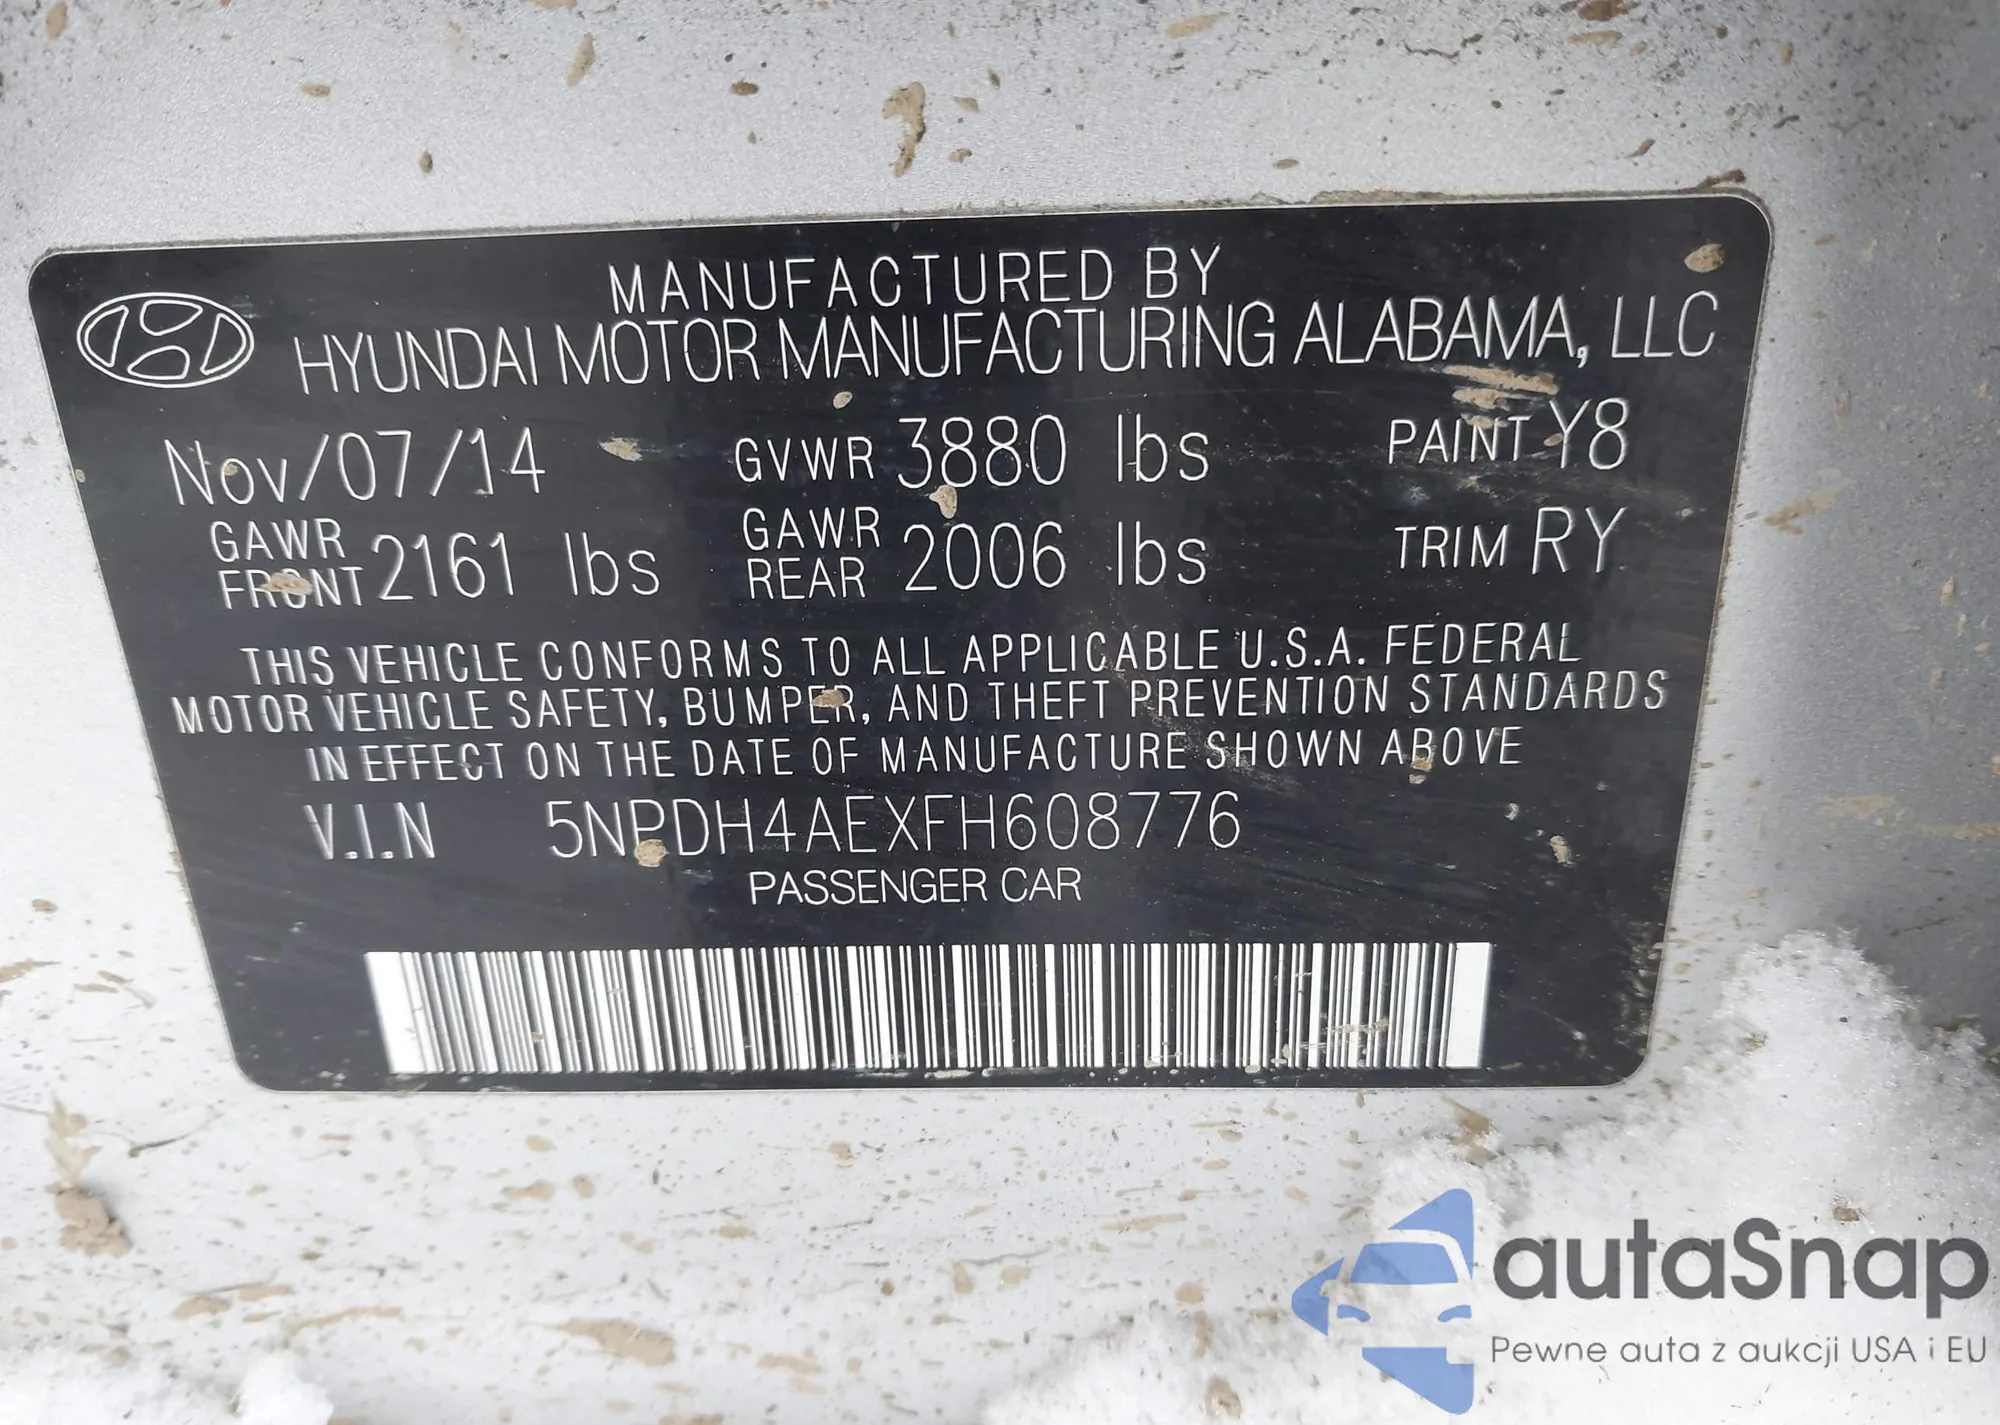 MANUFACTURED BY
HYUNDAI MOTOR MANUFACTURING ALABAMA, LLC
Nov/07/14 GVWR 3880 lbs PAINT Y8
GAWR FRONT 2161 lbs GAWR REAR 2006 lbs TRIM RY
THIS VEHICLE CONFORMS TO ALL APPLICABLE U.S.A. FEDERAL
MOTOR VEHICLE SAFETY, BUMPER, AND THEFT PREVENTION STANDARDS
IN EFFECT ON THE DATE OF MANUFACTURE SHOWN ABOVE
V.I.N 5NPDH4AEXFH608776
PASSENGER CAR
autaSnap
Pewne auta z aukcji USA i EU